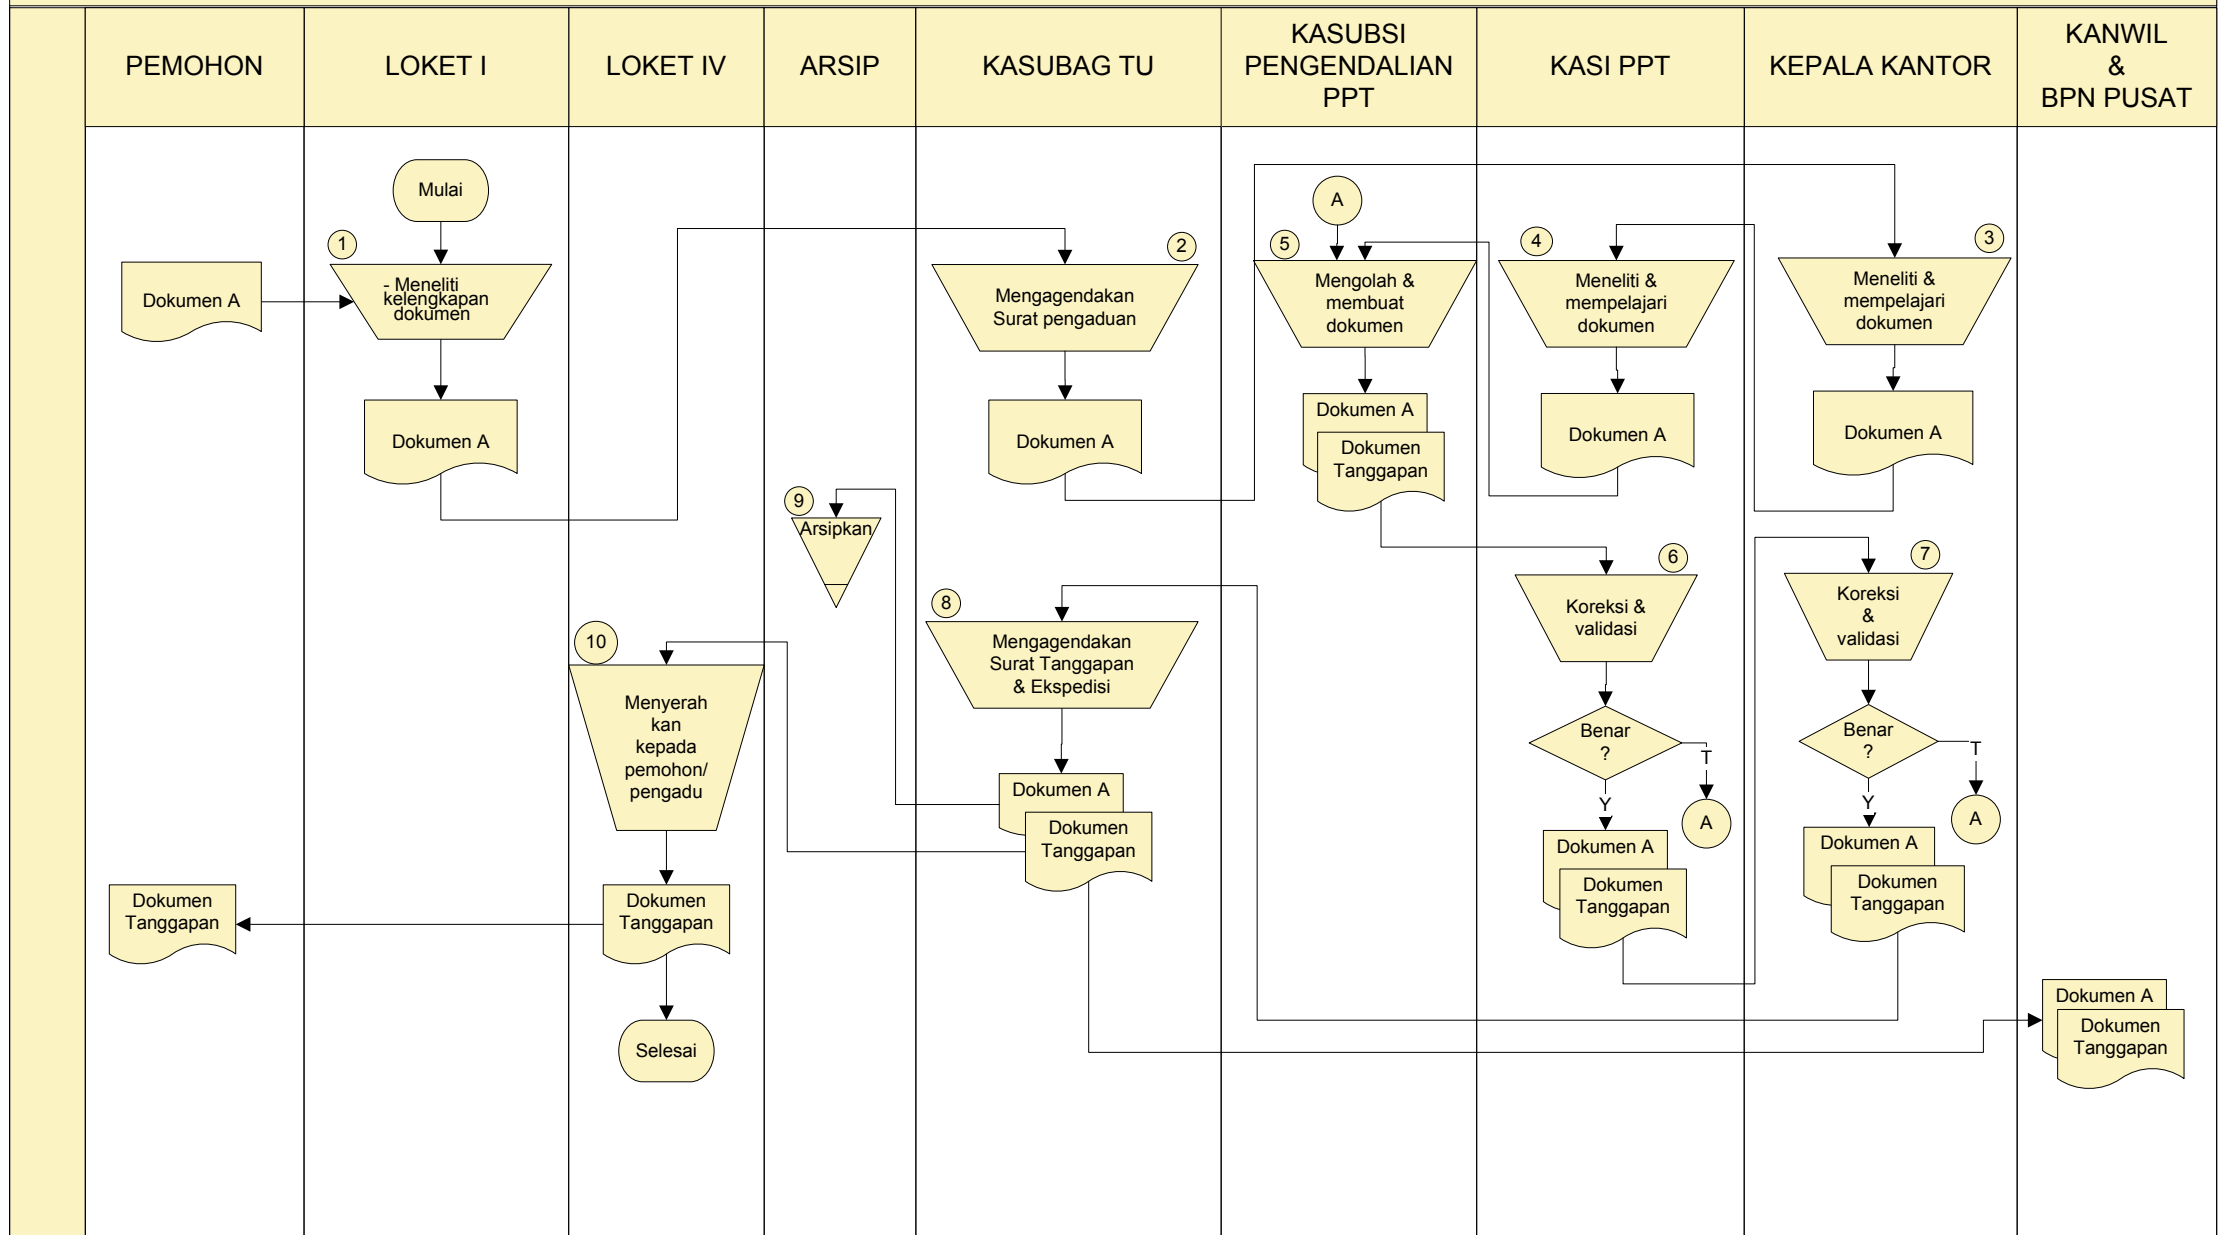 PEMOHON
LOKET I
LOKET IV
ARSIP
KASUBAG TU
KASUBSI
PENGENDALIAN
PPT
KASI PPT
KEPALA KANTOR
KANWIL
&
BPN PUSAT
Mulai
A
1
2
5
4
3
Dokumen A
- Meneliti
kelengkapan
dokumen
Mengagendakan
Surat pengaduan
Mengolah &
membuat
dokumen
Meneliti &
mempelajari
dokumen
Meneliti &
mempelajari
dokumen
Dokumen A
Dokumen A
Dokumen A
Dokumen
Tanggapan
Dokumen A
Dokumen A
9
Arsipkan
6
7
8
10
Koreksi &
validasi
Koreksi
&
validasi
Mengagendakan
Surat Tanggapan
& Ekspedisi
Menyerah
kan
kepada
pemohon/
pengadu
Benar
?
T
Y
A
Benar
?
T
Y
A
Dokumen A
Dokumen
Tanggapan
Dokumen A
Dokumen
Tanggapan
Dokumen A
Dokumen
Tanggapan
Dokumen
Tanggapan
Dokumen
Tanggapan
Dokumen A
Dokumen
Tanggapan
Selesai